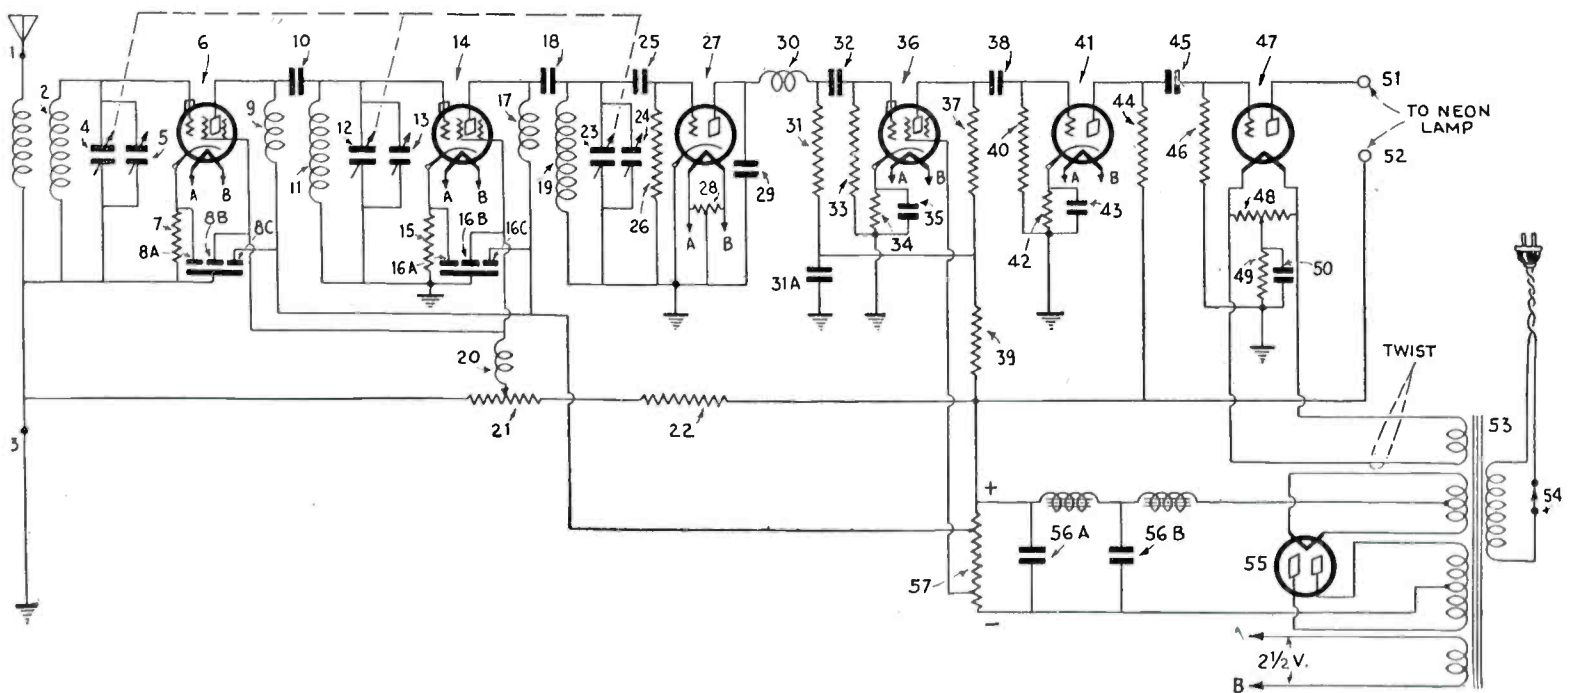 6 10 14 18 25 27 30 32 36 38 41 45 47
1
51
2 4 5 9 12 13 17 23 24 37 44
TO NEON
LAMP
31 40 46
52
11 19 29
A B A B 28 A B A B
7 8B 8C 15 16B 16C 26 33 35 43 48
8A 16A A B 34 42 49 50
31A
20 39 TWIST
21 22 53
3
+
54
56A 56B
55
57
-
A
2½ V.
B